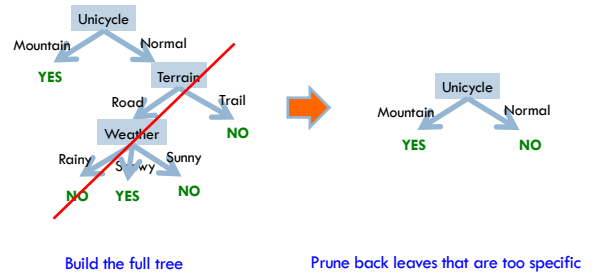 Unicycle
Mountain
Normal
YES
Terrain
Road
Trail
Weather
NO
Rainy
Sunny
NO
YES
NO
Unicycle
Mountain
Normal
YES
NO
Build the full tree
Prune back leaves that are too specific